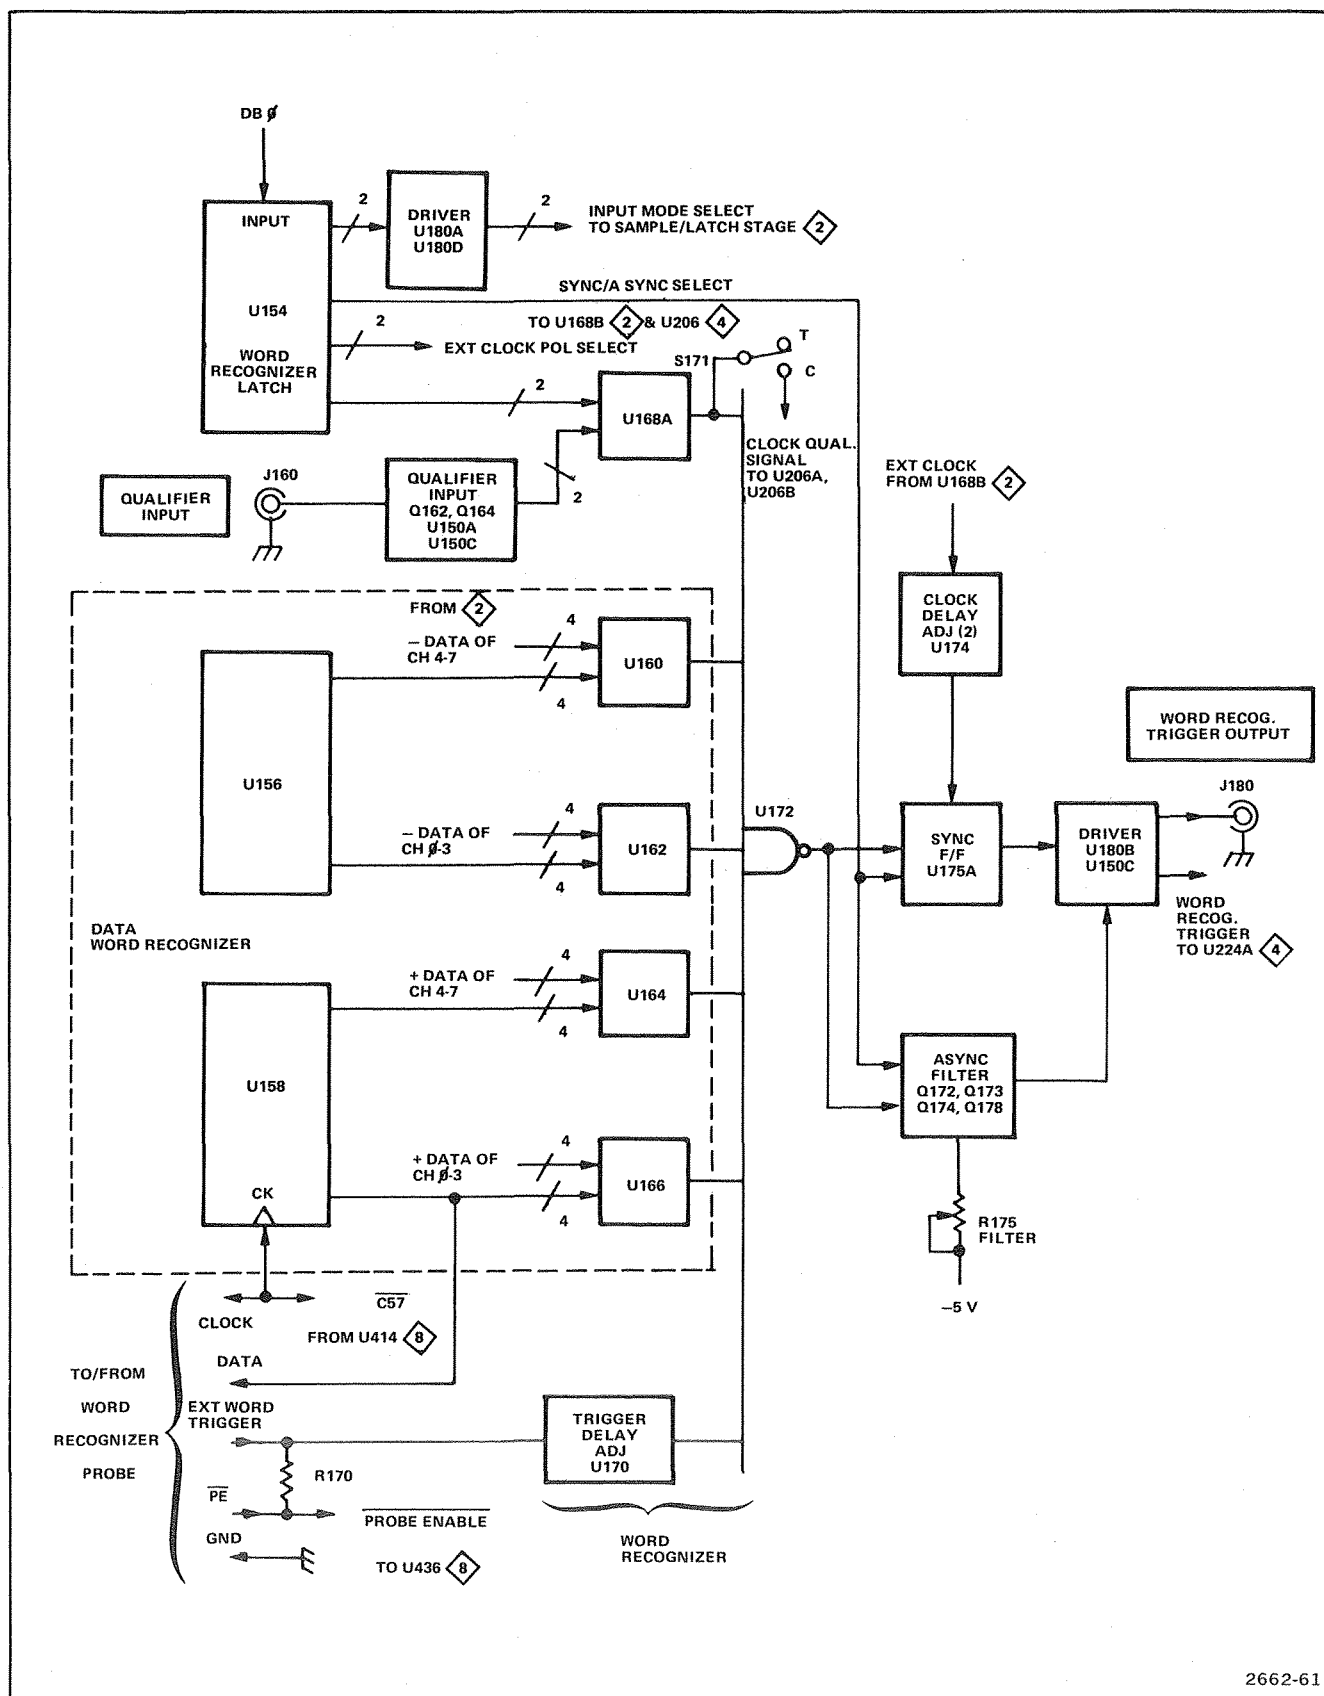 DB Ø
INPUT
U154
WORD
RECOGNIZER
LATCH
2
DRIVER
U180A
U180D
2
INPUT MODE SELECT
TO SAMPLE/LATCH STAGE 2
SYNC/A SYNC SELECT
TO U168B 2 & U206 4
2
EXT CLOCK POL SELECT
2
U168A
S171
T
C
CLOCK QUAL.
SIGNAL
TO U206A,
U206B
QUALIFIER
INPUT
J160
QUALIFIER
INPUT
Q162, Q164
U150A
U150C
2
EXT CLOCK
FROM U168B 2
CLOCK
DELAY
ADJ (2)
U174
FROM 2
– DATA OF
CH 4-7
4
4
U160
U156
– DATA OF
CH Ø-3
4
4
U162
DATA
WORD RECOGNIZER
+ DATA OF
CH 4-7
4
4
U164
U158
CK
+ DATA OF
CH Ø-3
4
4
U166
U172
SYNC
F/F
U175A
DRIVER
U180B
U150C
WORD RECOG.
TRIGGER OUTPUT
J180
WORD
RECOG.
TRIGGER
TO U224A 4
ASYNC
FILTER
Q172, Q173
Q174, Q178
R175
FILTER
–5 V
CLOCK
C57
FROM U414 8
DATA
TO/FROM
WORD
RECOGNIZER
PROBE
EXT WORD
TRIGGER
R170
PE
PROBE ENABLE
GND
TO U436 8
TRIGGER
DELAY
ADJ
U170
WORD
RECOGNIZER
2662-61